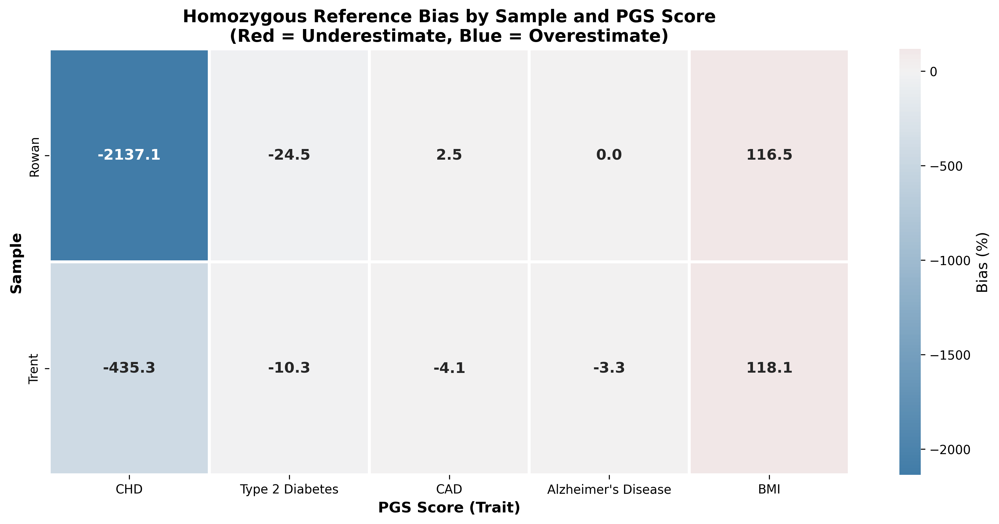 Homozygous Reference Bias by Sample and PGS Score
(Red = Underestimate, Blue = Overestimate)
Sample
Rowan
Trent
-2137.1
-24.5
2.5
0.0
116.5
-435.3
-10.3
-4.1
-3.3
118.1
CHD
Type 2 Diabetes
CAD
Alzheimer's Disease
BMI
PGS Score (Trait)
0
−500
−1000
−1500
−2000
Bias (%)